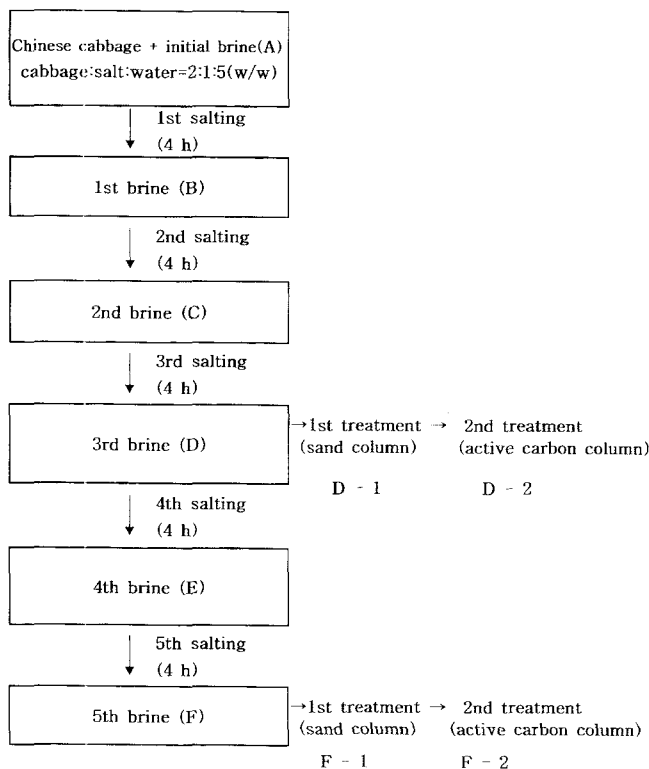 Chinese cabbage + initial brine(A)
cabbage:salt:water=2:1:5(w/w)
1st salting
(4 h)
1st brine (B)
2nd salting
(4 h)
2nd brine (C)
3rd salting
(4 h)
3rd brine (D)
→1st treatment → 2nd treatment
(sand column) (active carbon column)
D - 1 D - 2
4th salting
(4 h)
4th brine (E)
5th salting
(4 h)
5th brine (F)
→1st treatment → 2nd treatment
(sand column) (active carbon column)
F - 1 F - 2